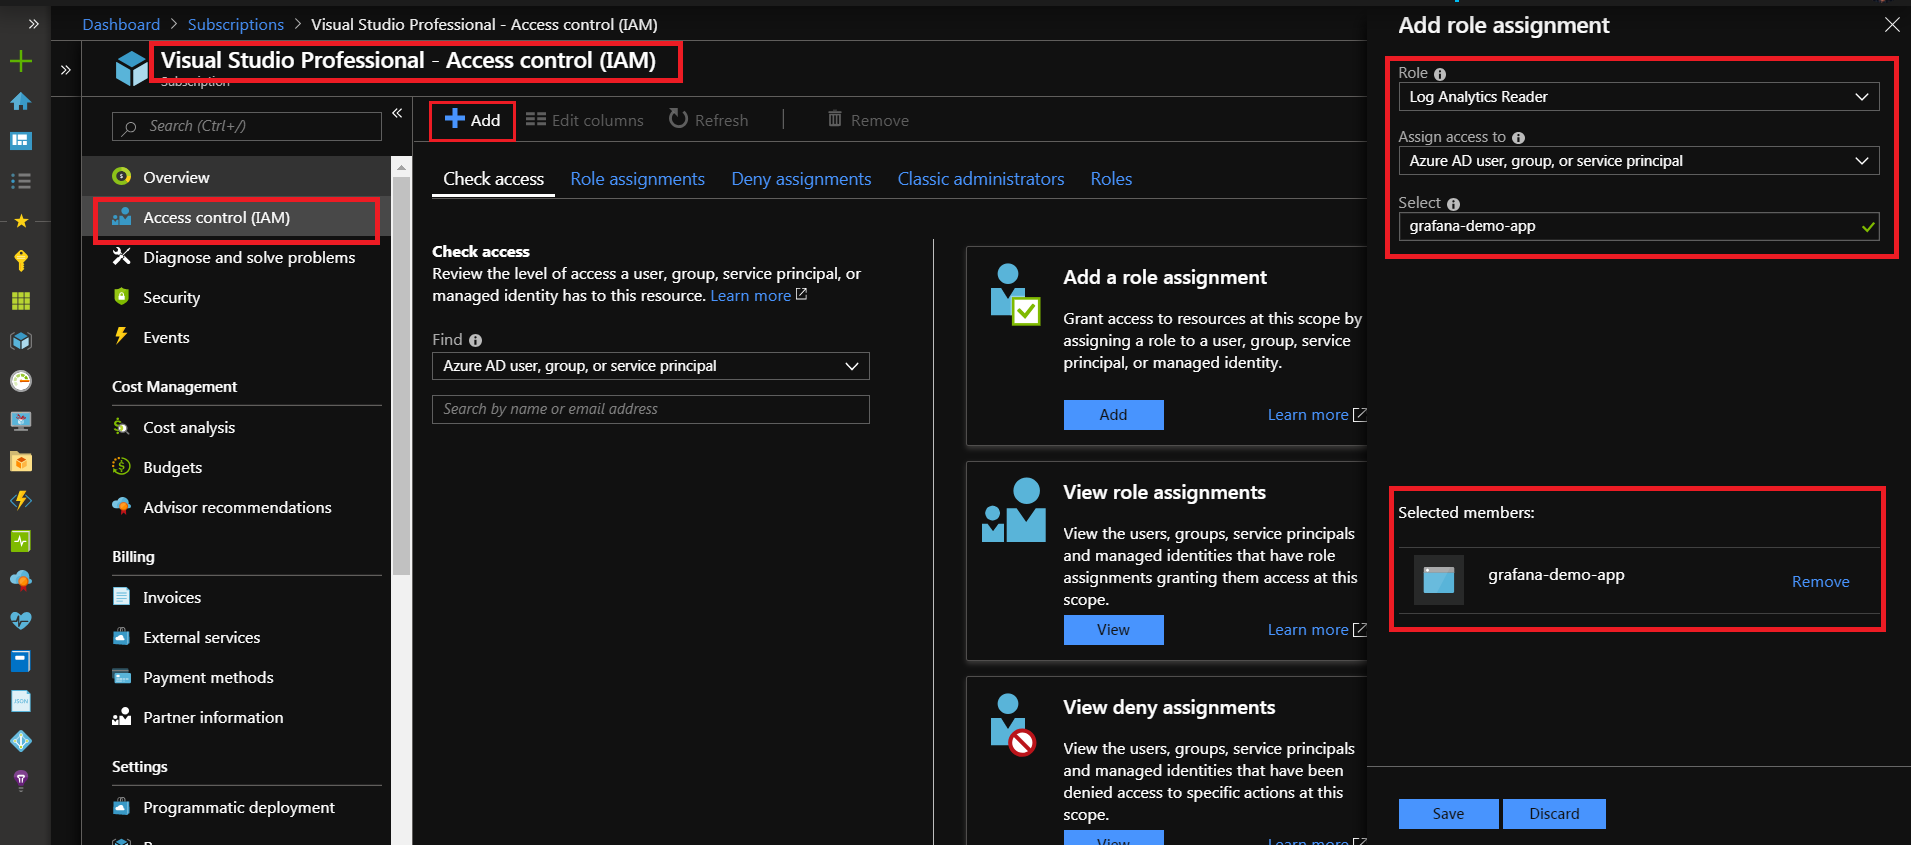 Dashboard > Subscriptions > Visual Studio Professional - Access control (IAM)
Visual Studio Professional - Access control (IAM)
Subscription
Search (Ctrl+/)
Overview
Access control (IAM)
Diagnose and solve problems
Security
Events
Cost Management
Cost analysis
Budgets
Advisor recommendations
Billing
Invoices
External services
Payment methods
Partner information
Settings
Programmatic deployment
Add Edit columns Refresh Remove
Check access Role assignments Deny assignments Classic administrators Roles
Check access
Review the level of access a user, group, service principal, or
managed identity has to this resource. Learn more
Find
Azure AD user, group, or service principal
Search by name or email address
Add a role assignment
Grant access to resources at this scope by
assigning a role to a user, group, service
principal, or managed identity.
Add Learn more
View role assignments
View the users, groups, service principals
and managed identities that have role
assignments granting them access at this
scope.
View Learn more
View deny assignments
View the users, groups, service principals
and managed identities that have been
denied access to specific actions at this
scope.
View Learn more
Add role assignment
Role
Log Analytics Reader
Assign access to
Azure AD user, group, or service principal
Select
grafana-demo-app
Selected members:
grafana-demo-app
Remove
Save Discard